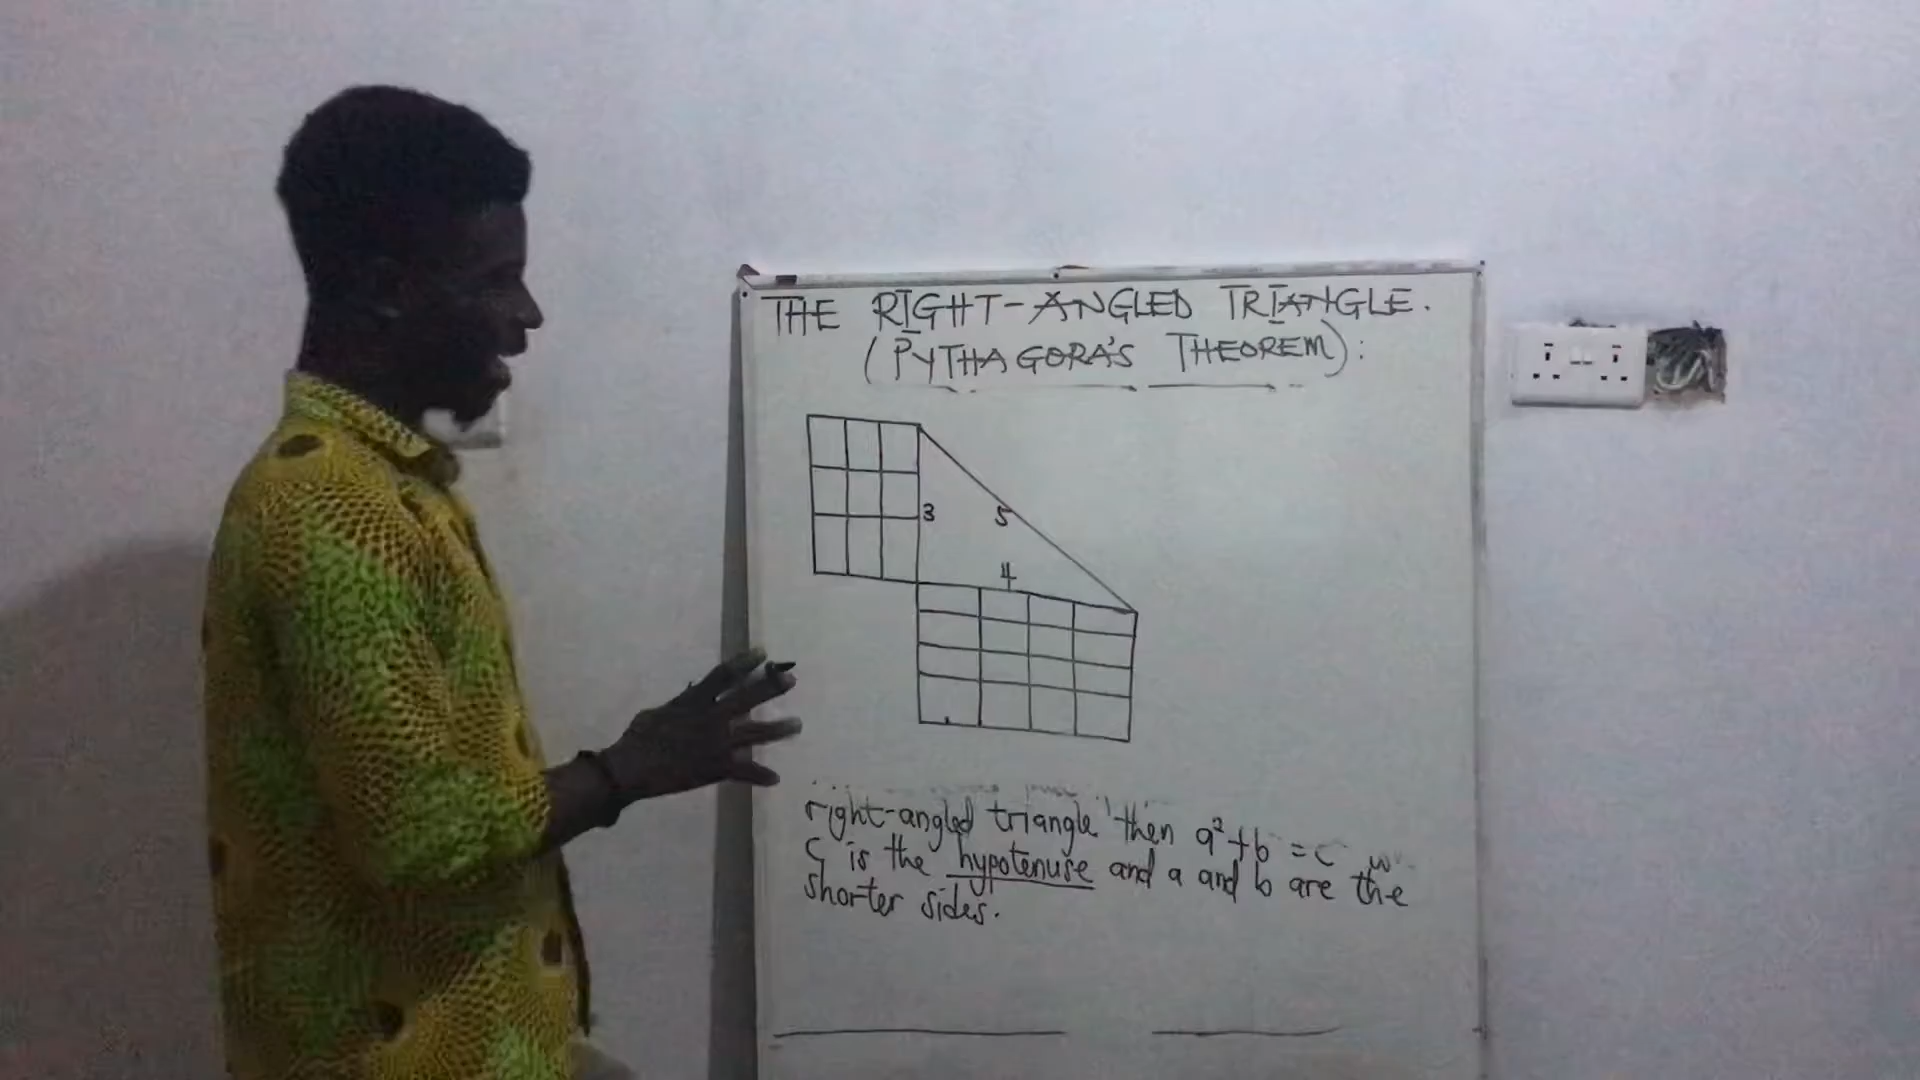 THE RIGHT-ANGLED TRIANGLE.
(PYTHAGORA'S THEOREM):
3
5
4
right-angled triangle then a²+b = c
C is the hypotenuse and a and b are the
shorter sides.